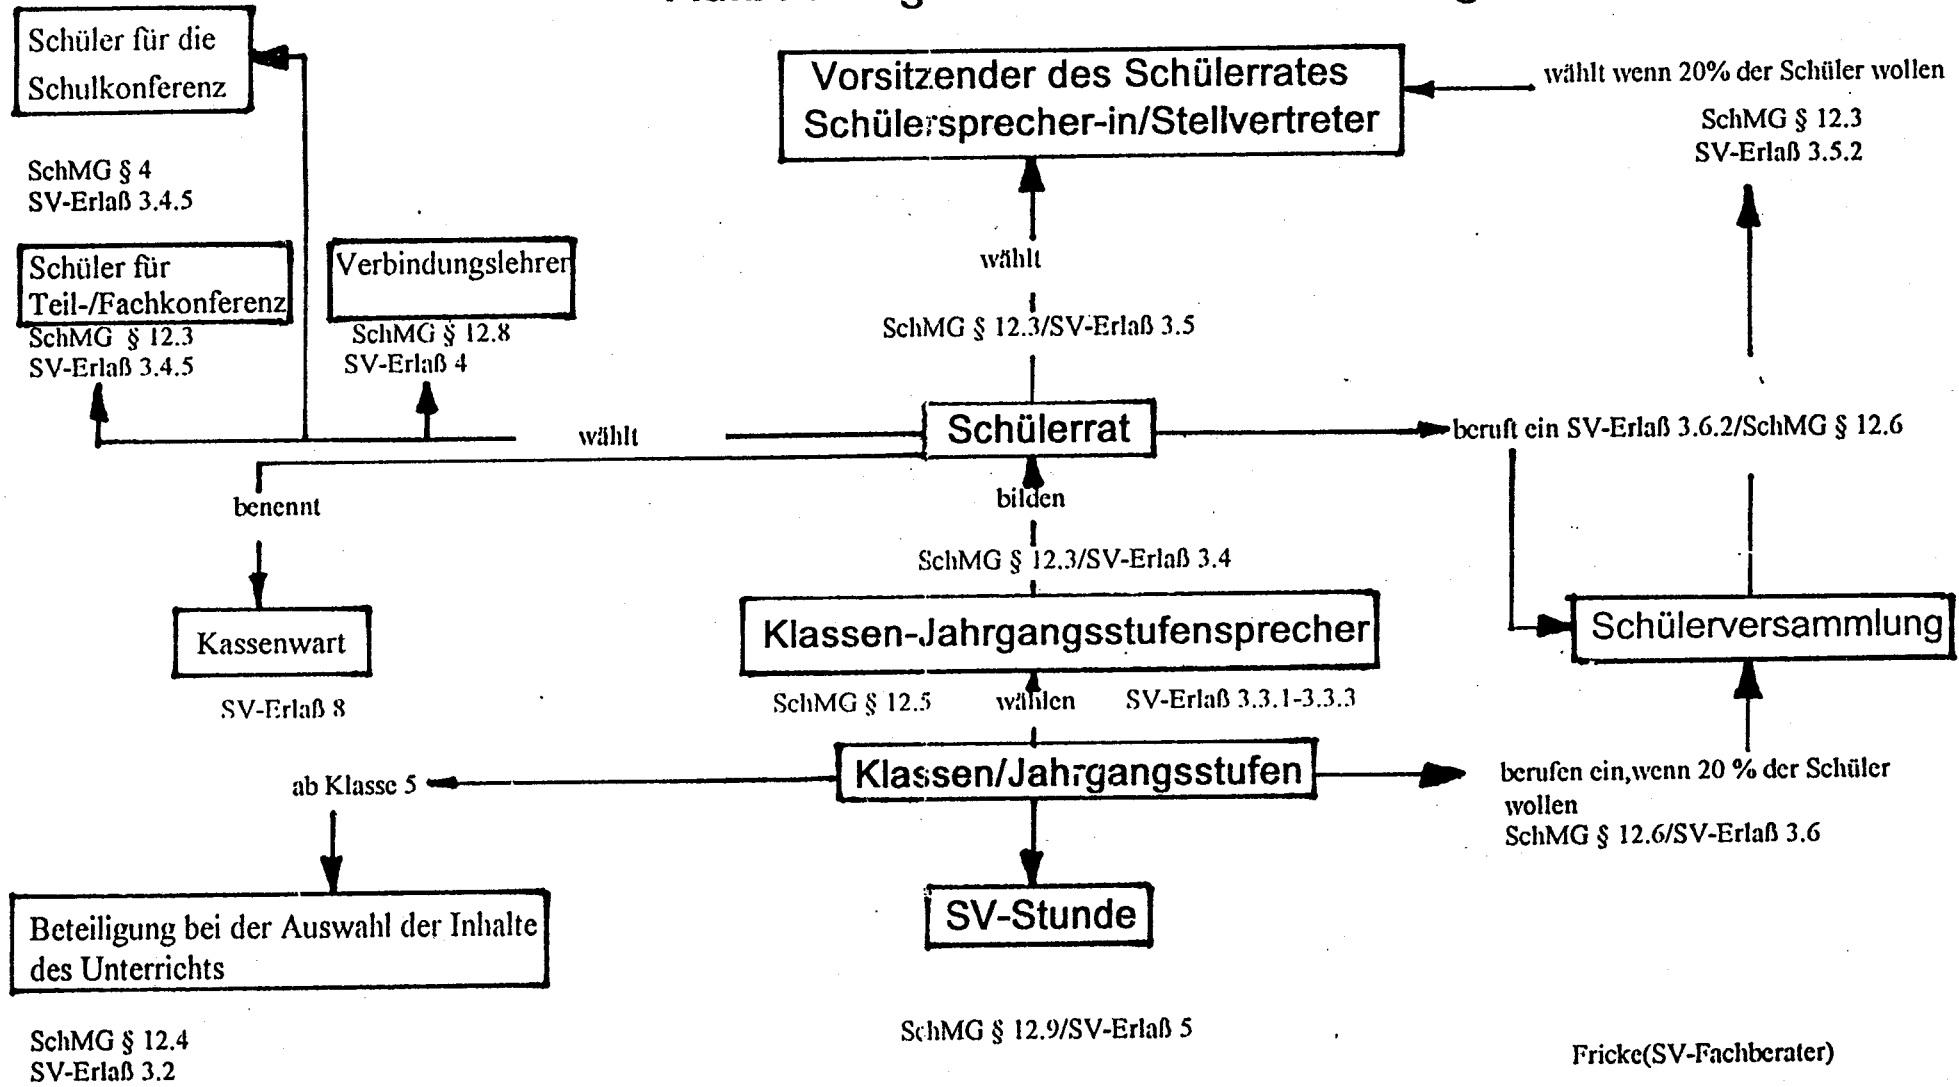 Schüler für die
Schulkonferenz
SchMG § 4
SV-Erlaß 3.4.5
Vorsitzender des Schülerrates
Schülersprecher-in/Stellvertreter
wählt wenn 20% der Schüler wollen
SchMG § 12.3
SV-Erlaß 3.5.2
Schüler für
Teil-/Fachkonferenz
SchMG § 12.3
SV-Erlaß 3.4.5
Verbindungslehrer
SchMG § 12.8
SV-Erlaß 4
wählt
SchMG § 12.3/SV-Erlaß 3.5
wählt
Schülerrat
beruft ein SV-Erlaß 3.6.2/SchMG § 12.6
benennt
bilden
SchMG § 12.3/SV-Erlaß 3.4
Kassenwart
SV-Erlaß 8
Klassen-Jahrgangsstufensprecher
Schülerversammlung
SchMG § 12.5 wählen SV-Erlaß 3.3.1-3.3.3
ab Klasse 5
Klassen/Jahrgangsstufen
berufen ein,wenn 20 % der Schüler
wollen
SchMG § 12.6/SV-Erlaß 3.6
Beteiligung bei der Auswahl der Inhalte
des Unterrichts
SchMG § 12.4
SV-Erlaß 3.2
SV-Stunde
SchMG § 12.9/SV-Erlaß 5
Fricke(SV-Fachberater)